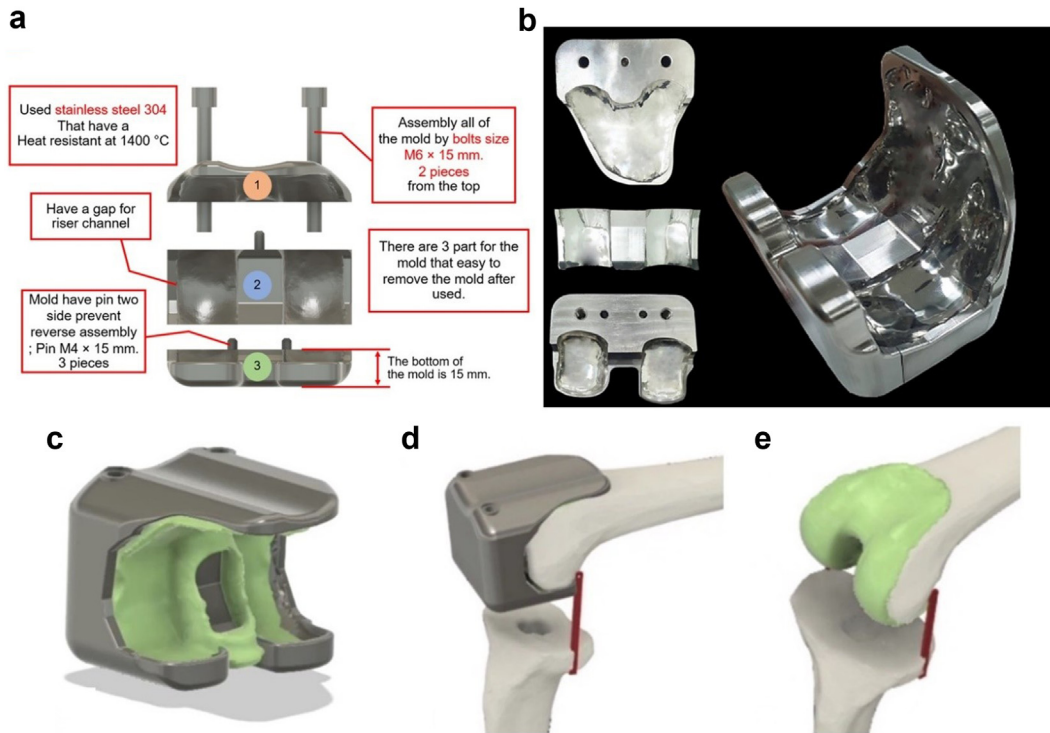 a
b
Used stainless steel 304
That have a
Heat resistant at 1400 °C
Assembly all of
the mold by bolts size
M6 × 15 mm.
2 pieces
from the top
1
Have a gap for
riser channel
There are 3 part for the
mold that easy to
remove the mold after
used.
2
Mold have pin two
side prevent
reverse assembly
; Pin M4 × 15 mm.
3 pieces
3
The bottom of
the mold is 15 mm.
c
d
e